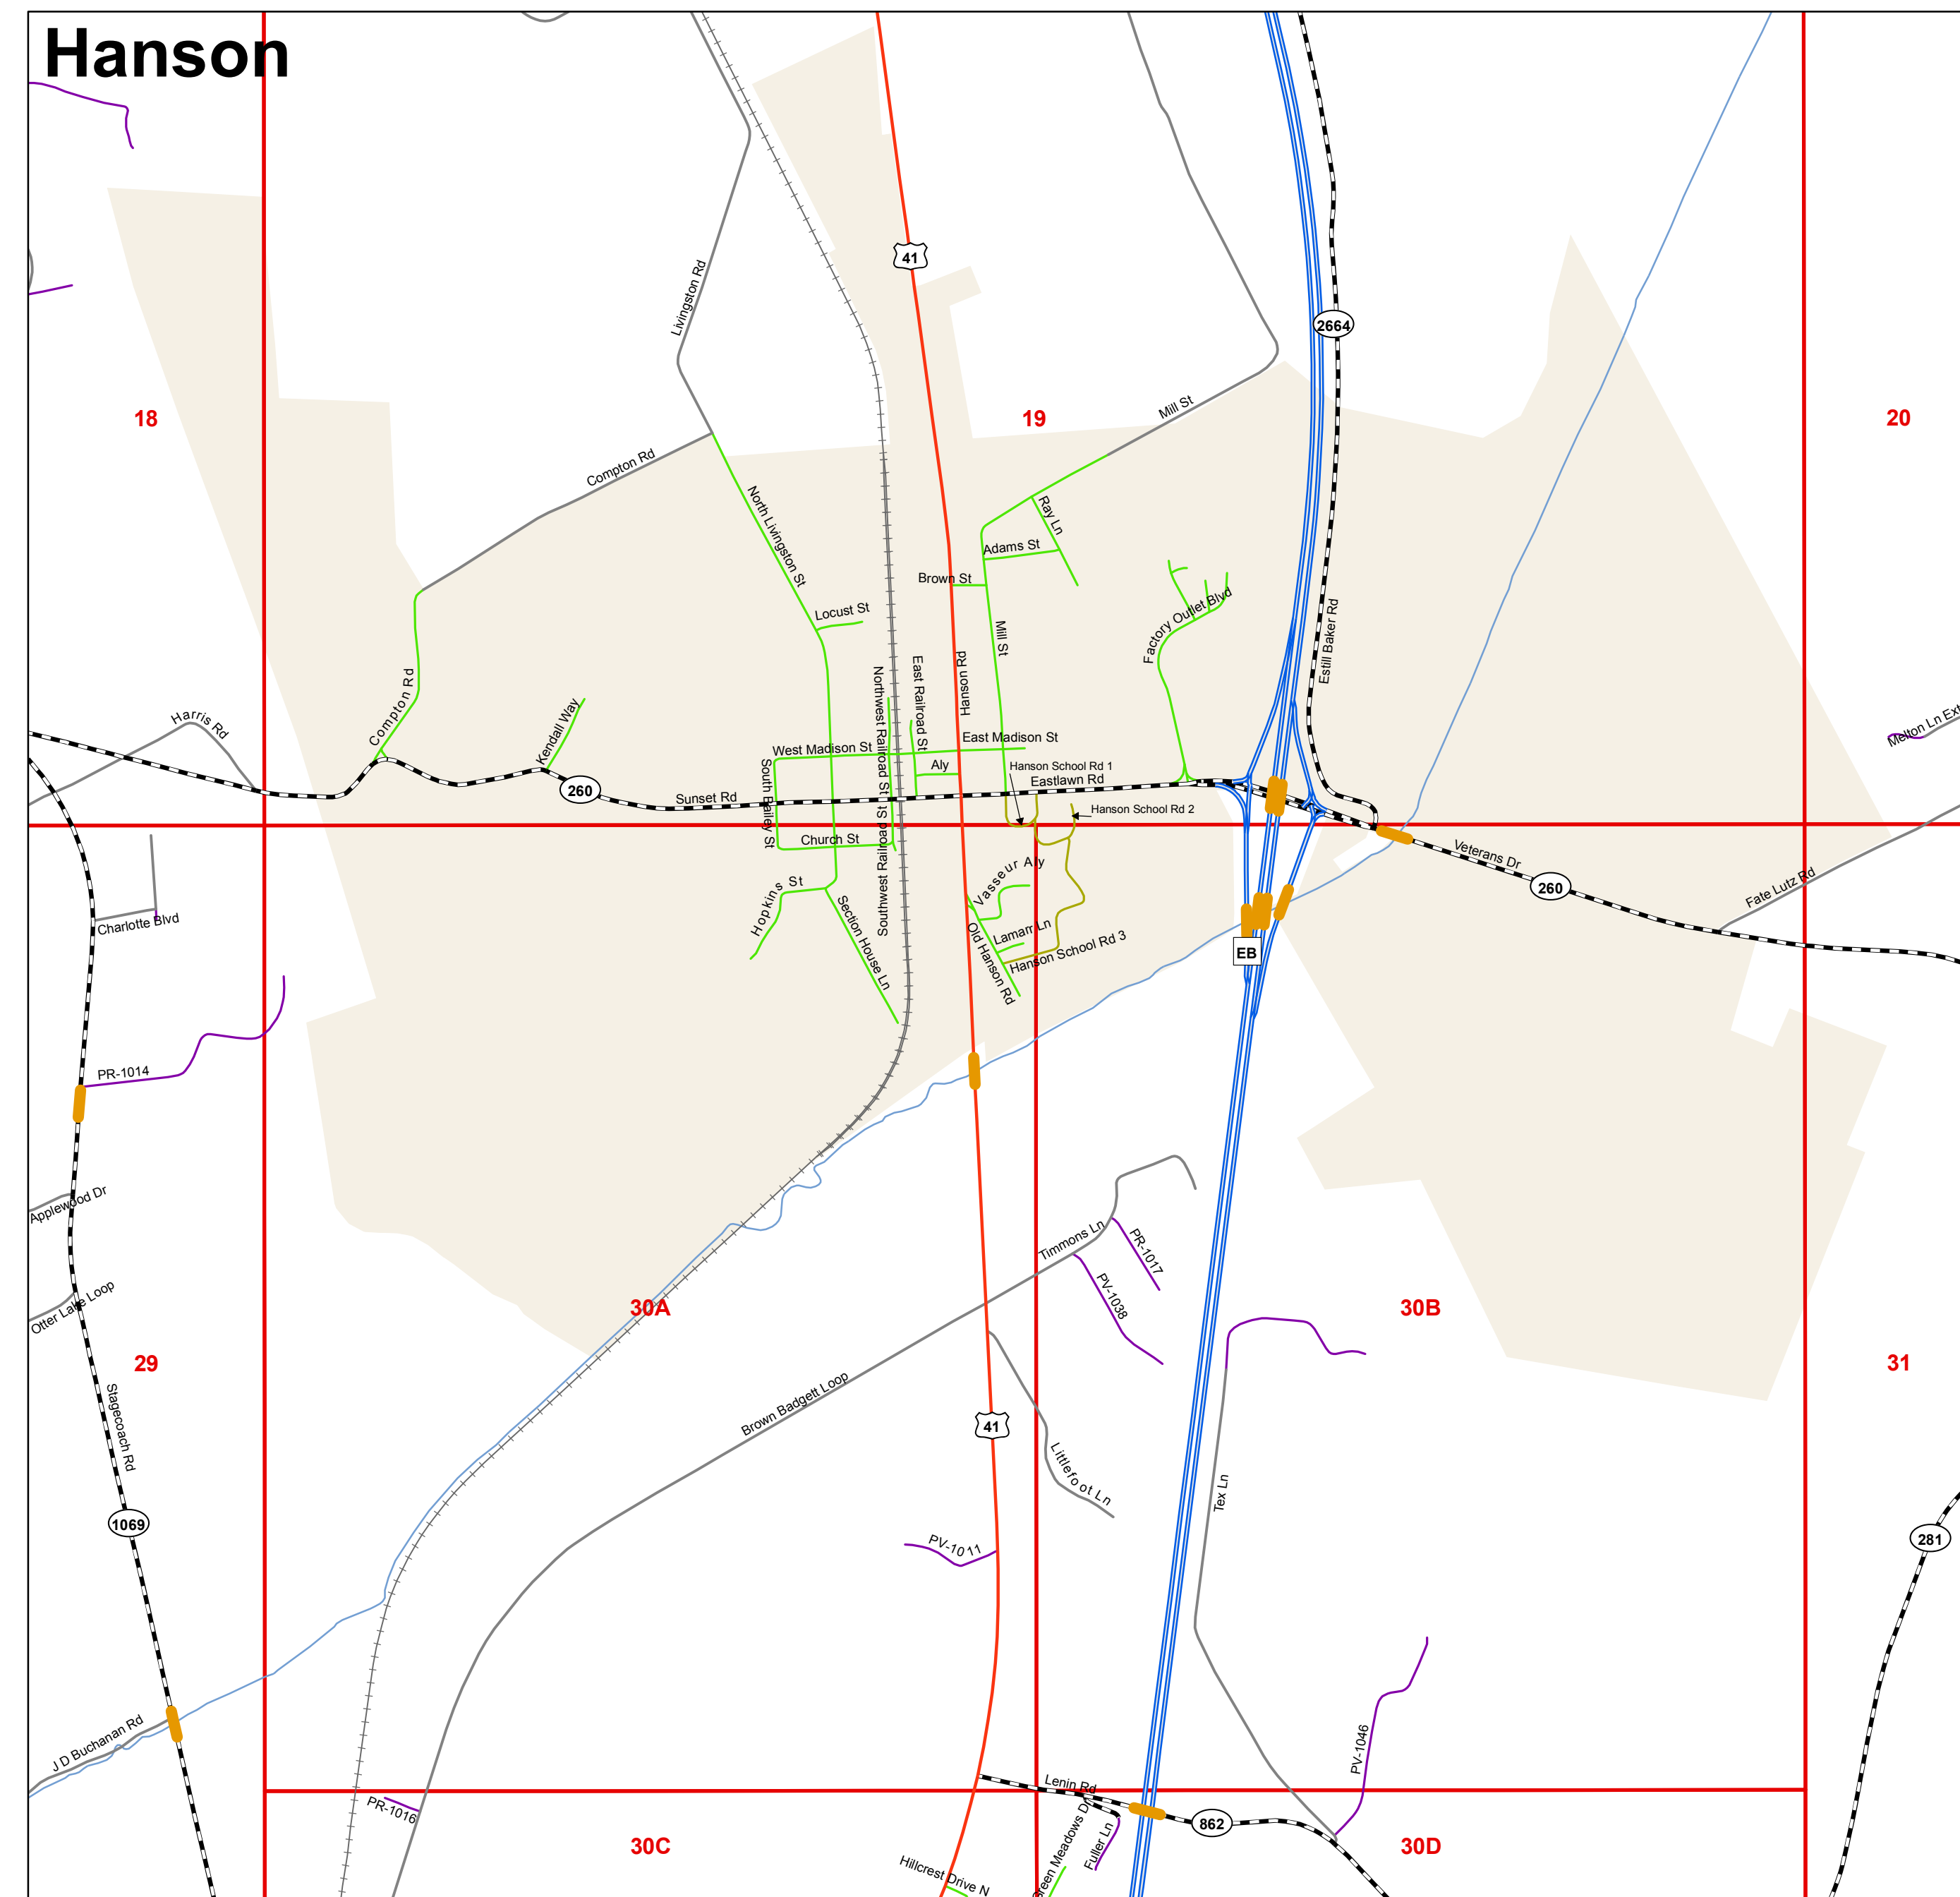 Hanson
41
2664
Livingston Rd
18
19
20
Mill St
Compton Rd
North Livingston St
Ray Ln
Adams St
Brown St
Locust St
Mill St
Factory Outlet Blvd
Estill Baker Rd
Hanson Rd
East Railroad St
Northwest Railroad St
Compton Rd
Kendall Way
Harris Rd
Melton Ln Ext
West Madison St
East Madison St
Aly
Hanson School Rd 1
Eastlawn Rd
260
Sunset Rd
South Bailey St
Hanson School Rd 2
Church St
Southwest Railroad St
Veterans Dr
260
Fate Lutz Rd
Vasseur Aly
Hopkins St
Section House Ln
Charlotte Blvd
Old Hanson Rd
Lamarr Ln
Hanson School Rd 3
EB
PR-1014
Applewood Dr
Timmons Ln
PR-1017
PV-1038
Otter Lake Loop
30A
30B
29
31
Stagecoach Rd
Brown Badgett Loop
41
Littlefoot Ln
Tex Ln
1069
281
PV-1011
J D Buchanan Rd
PV-1046
Lenin Rd
PR-1016
862
Green Meadows Dr
Fuller Ln
30C
30D
Hillcrest Drive N